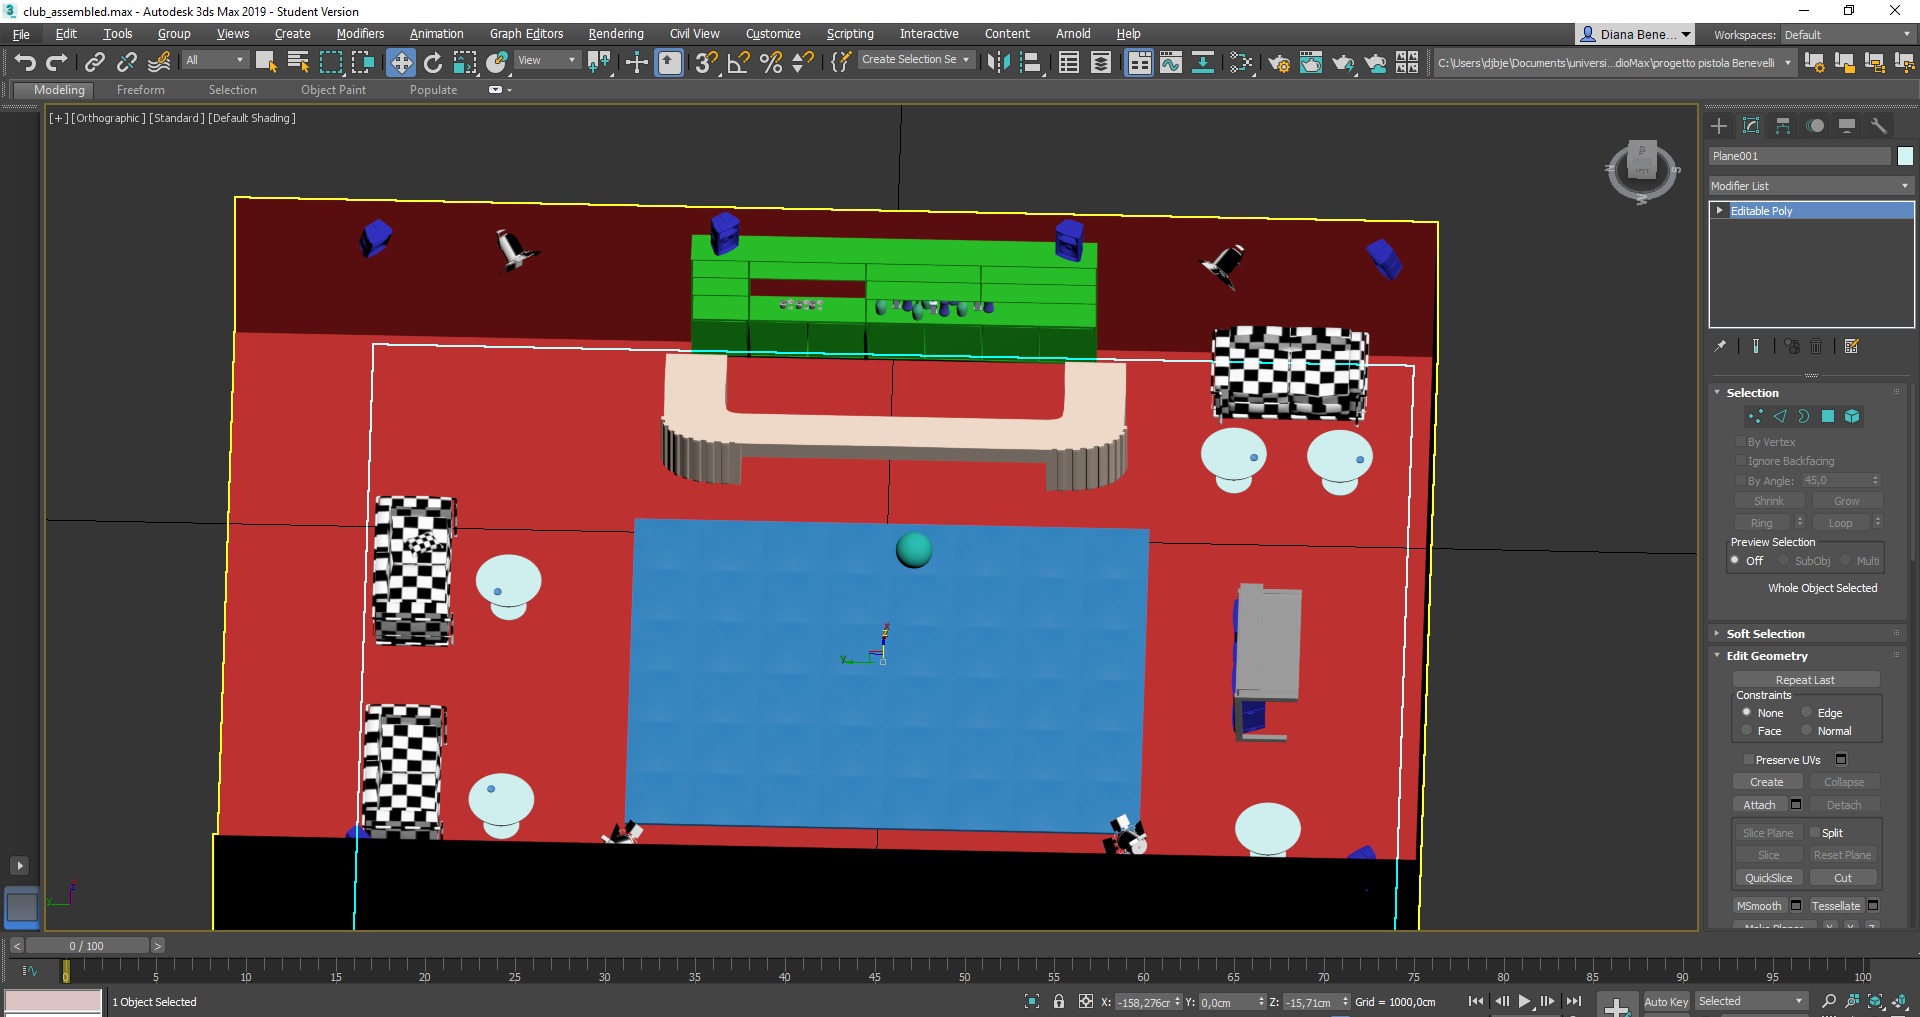 club_assembled.max - Autodesk 3ds Max 2019 - Student Version
File Edit Tools Group Views Create Modifiers Animation Graph Editors Rendering Civil View Customize Scripting Interactive Content Arnold Help
Diana Bene... Workspaces: Default
All View Create Selection Se C:\Users\djbje\Documents\universi...dioMax\progetto pistola Benevelli
Modeling Freeform Selection Object Paint Populate
[+] [Orthographic] [Standard] [Default Shading]
Plane001
Modifier List
Editable Poly
Selection
By Vertex
Ignore Backfacing
By Angle: 45,0
Shrink Grow
Ring Loop
Preview Selection
Off SubObj Multi
Whole Object Selected
Soft Selection
Edit Geometry
Repeat Last
Constraints
None Edge
Face Normal
Preserve UVs
Create Collapse
Attach Detach
Slice Plane Split
Slice Reset Plane
QuickSlice Cut
MSmooth Tessellate
N S
W
x
z
y
z
y
< 0 / 100 >
0 5 10 15 20 25 30 35 40 45 50 55 60 65 70 75 80 85 90 95 100
1 Object Selected X: -158,276cr Y: 0,0cm Z: -15,71cm Grid = 1000,0cm Auto Key Selected